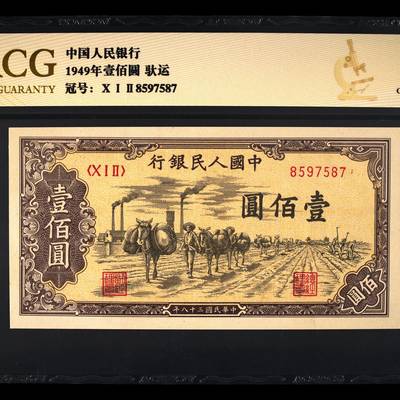 CG
GUARANTY
中国人民银行
1949年壹佰圓 驮运
冠号：X I II 8597587
〈X I II〉
行銀民人國中
8597587
圓佰壹
壹佰圓
年八十三國民華中
圓佰